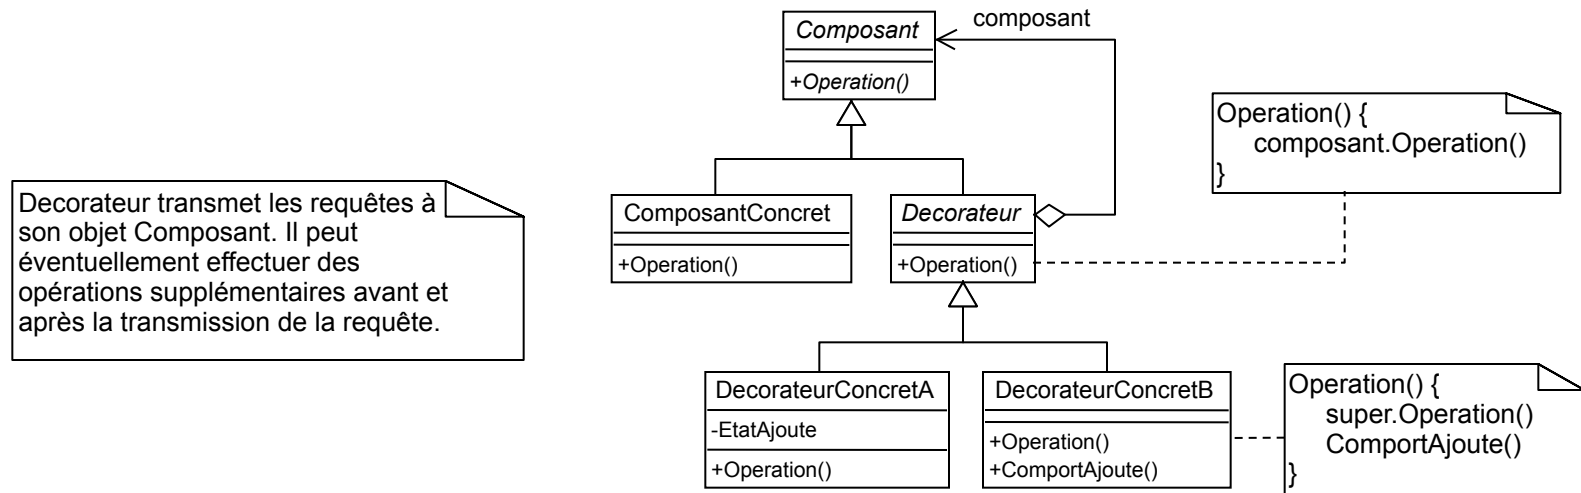 composant
Composant
+Operation()
Operation() {
composant.Operation()
}
Decorateur transmet les requêtes à
son objet Composant. Il peut
éventuellement effectuer des
opérations supplémentaires avant et
après la transmission de la requête.
ComposantConcret
+Operation()
Decorateur
+Operation()
DecorateurConcretA
-EtatAjoute
+Operation()
DecorateurConcretB
+Operation()
+ComportAjoute()
Operation() {
super.Operation()
ComportAjoute()
}